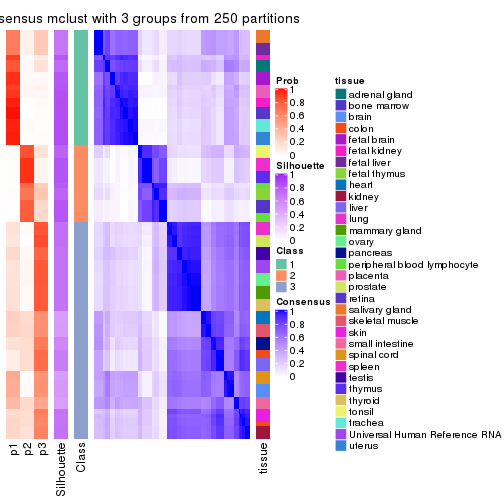 sensus mclust with 3 groups from 250 partitions
Prob
1
0.8
0.6
0.4
0.2
0
Silhouette
1
0.8
0.6
0.4
0.2
0
Class
1
2
3
Consensus
1
0.8
0.6
0.4
0.2
0
tissue
adrenal gland
bone marrow
brain
colon
fetal brain
fetal kidney
fetal liver
fetal thymus
heart
kidney
liver
lung
mammary gland
ovary
pancreas
peripheral blood lymphocyte
placenta
prostate
retina
salivary gland
skeletal muscle
skin
small intestine
spinal cord
spleen
testis
thymus
thyroid
tonsil
trachea
Universal Human Reference RNA
uterus
p1
p2
p3
Silhouette
Class
tissue